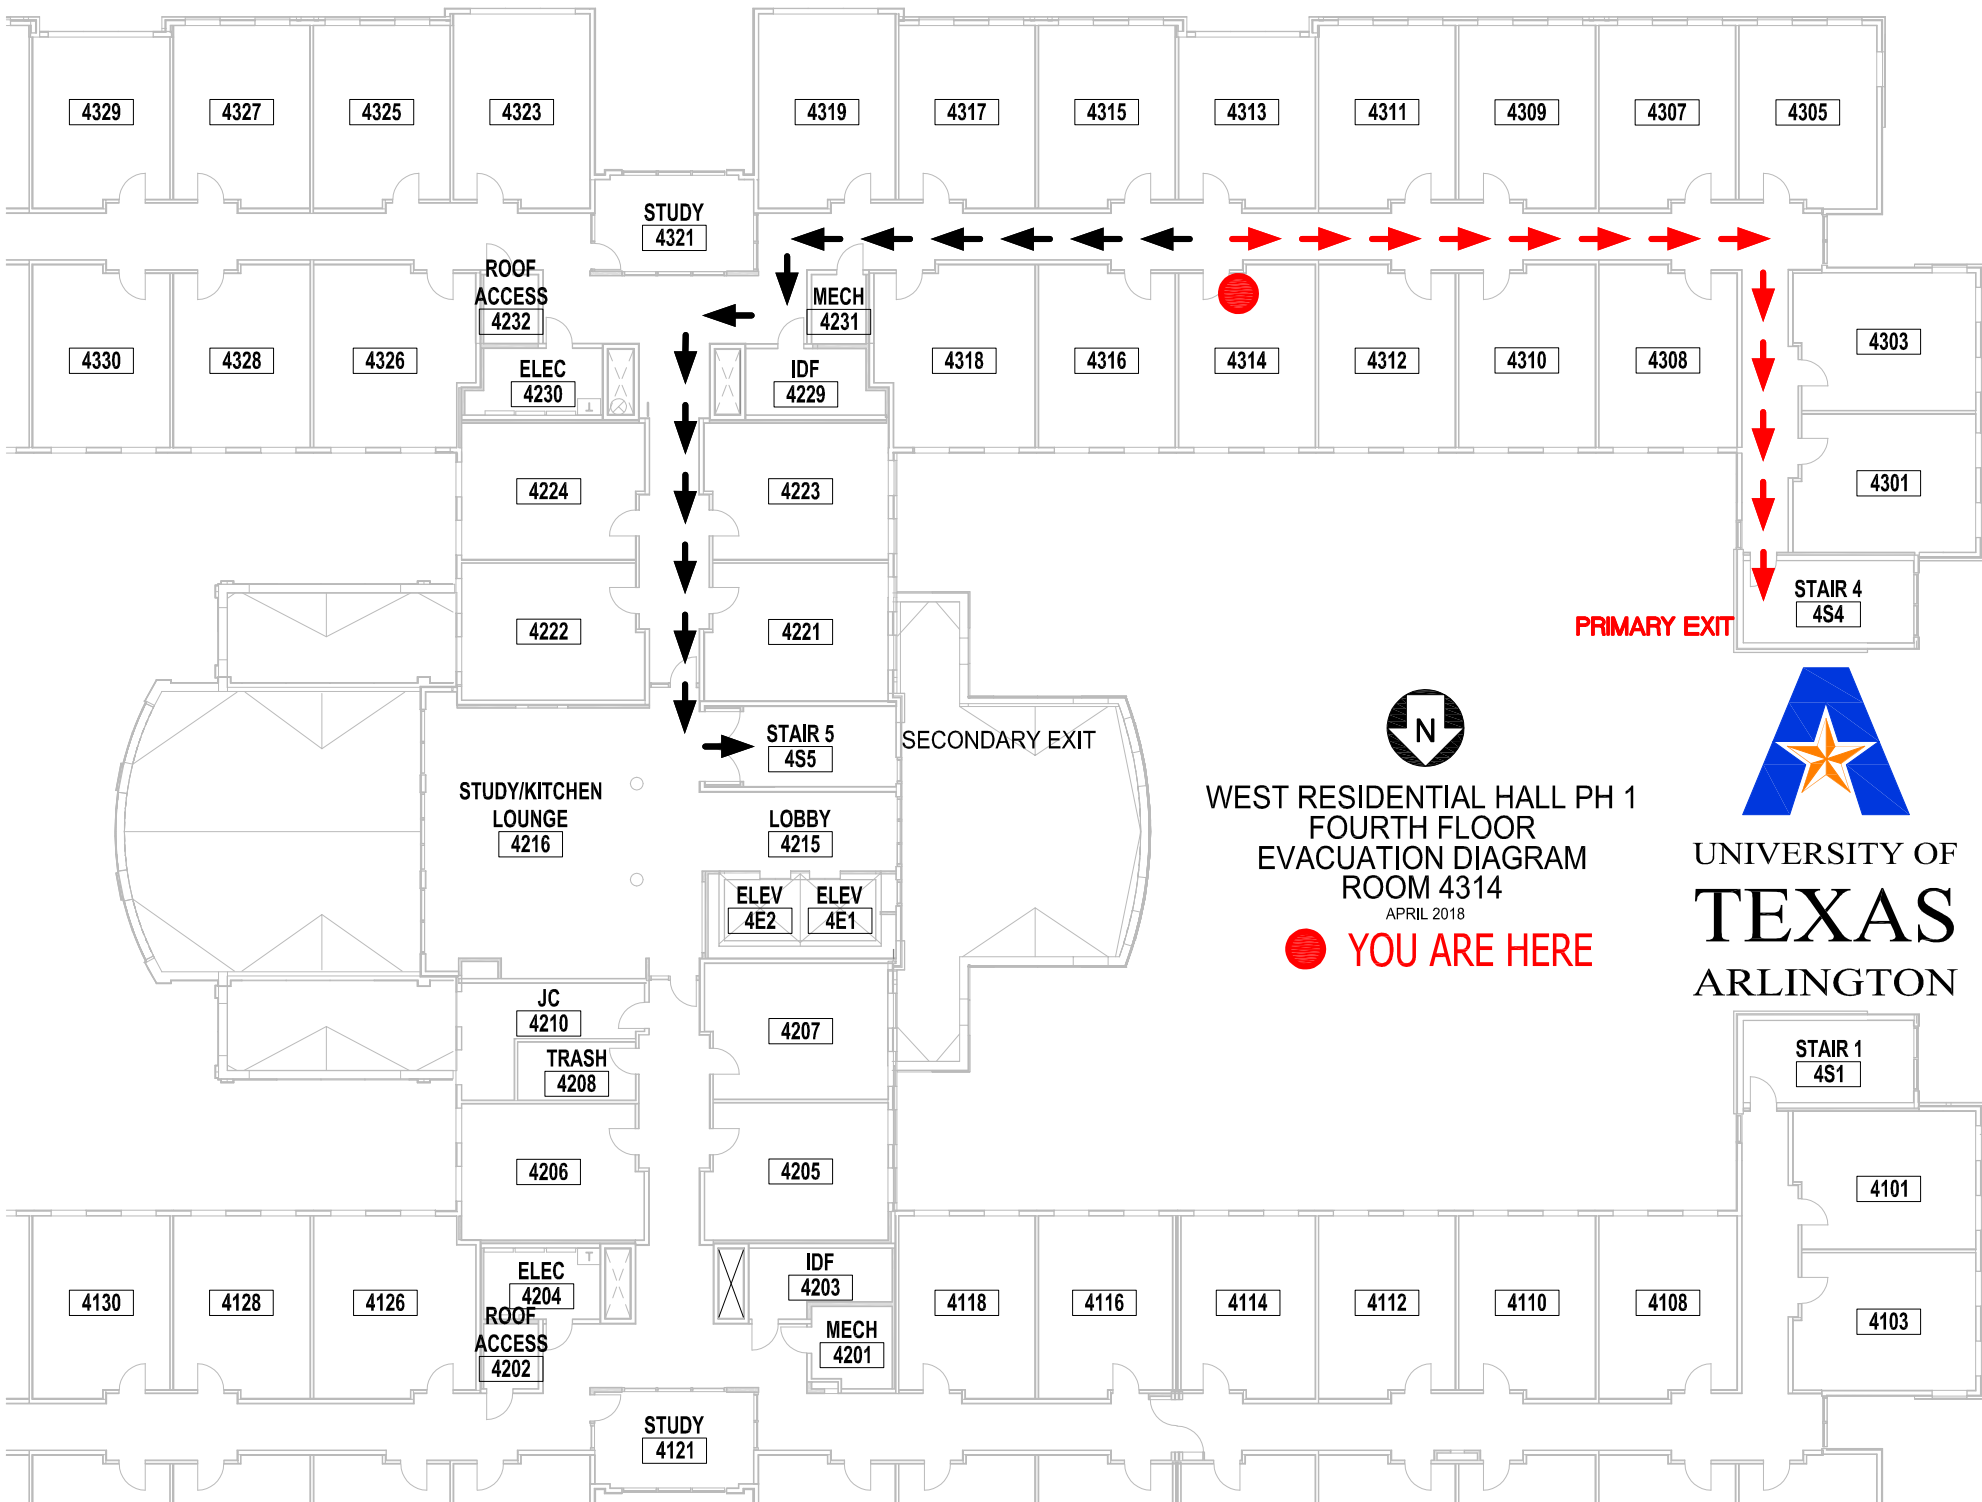 4329
4327
4325
4323
4319
4317
4315
4313
4311
4309
4307
4305
STUDY
4321
ROOF
ACCESS
4232
MECH
4231
4330
4328
4326
ELEC
4230
IDF
4229
4318
4316
4314
4312
4310
4308
4303
4301
4224
4223
4222
4221
STAIR 4
4S4
PRIMARY EXIT
STAIR 5
4S5
SECONDARY EXIT
N
STUDY/KITCHEN
LOUNGE
4216
LOBBY
4215
ELEV
4E2
ELEV
4E1
WEST RESIDENTIAL HALL PH 1
FOURTH FLOOR
EVACUATION DIAGRAM
ROOM 4314
APRIL 2018
YOU ARE HERE
UNIVERSITY OF
TEXAS
ARLINGTON
JC
4210
TRASH
4208
4207
STAIR 1
4S1
4206
4205
4101
4103
ELEC
4204
T
ROOF
ACCESS
4202
IDF
4203
MECH
4201
4130
4128
4126
4118
4116
4114
4112
4110
4108
STUDY
4121